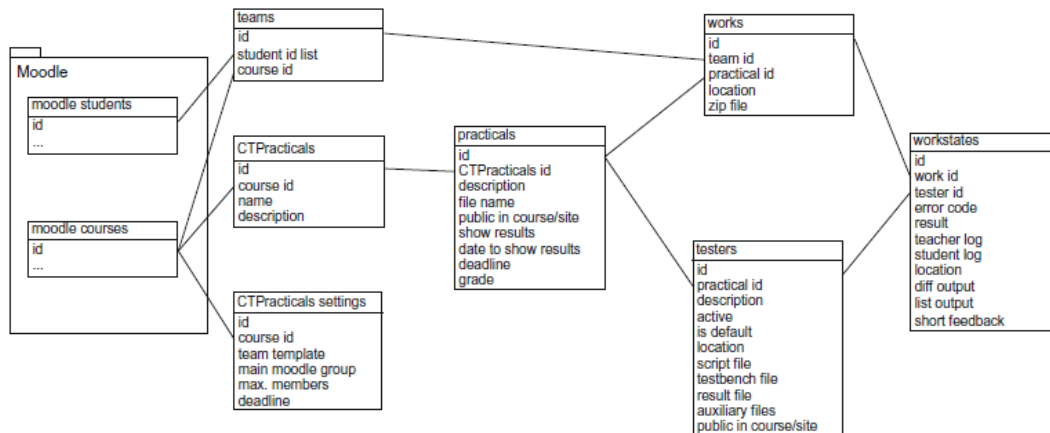 Moodle
moodle students
id
...
moodle courses
id
...
teams
id
student id list
course id
CTPracticals
id
course id
name
description
CTPracticals settings
id
course id
team template
main moodle group
max. members
deadline
practicals
id
CTPracticals id
description
file name
public in course/site
show results
date to show results
deadline
grade
works
id
team id
practical id
location
zip file
testers
id
practical id
description
active
is default
location
script file
testbench file
result file
auxiliary files
public in course/site
workstates
id
work id
tester id
error code
result
teacher log
student log
location
diff output
list output
short feedback